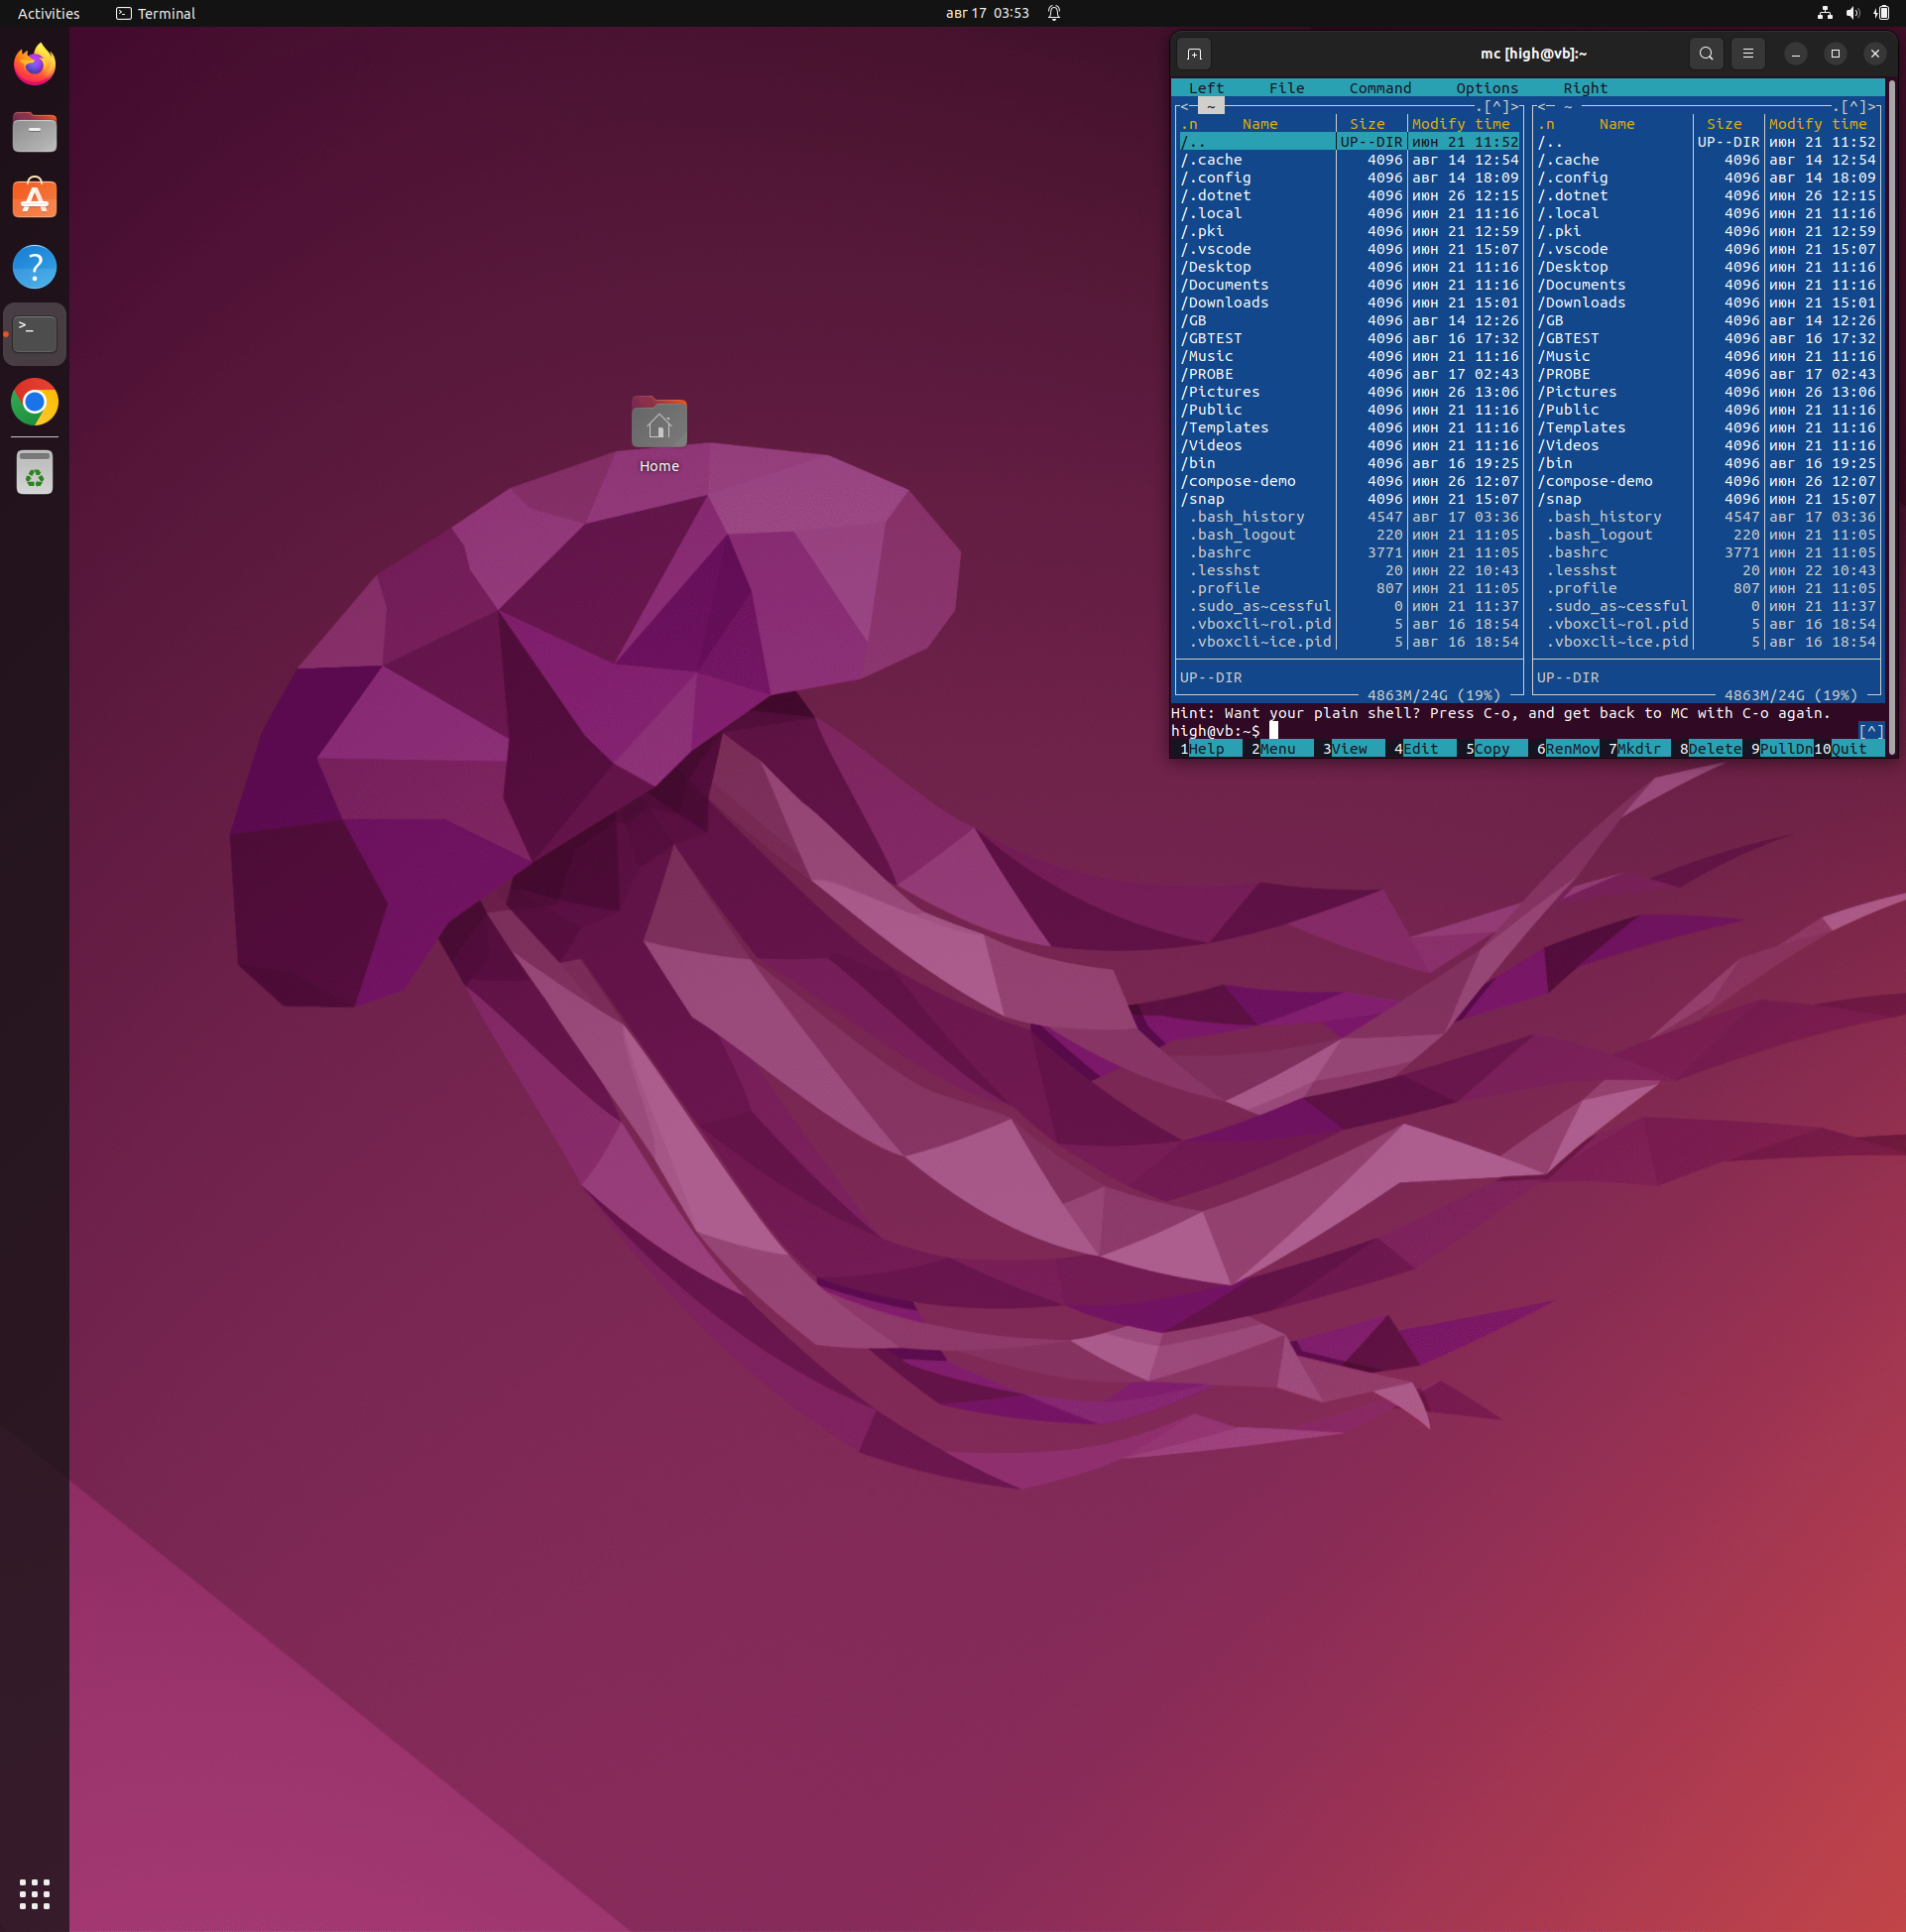 Activities Terminal авг 17 03:53
mc [high@vb]:~
Left File Command Options Right
<─ ~ .[^]> <─ ~ .[^]>
.n Name Size Modify time .n Name Size Modify time
/.. UP--DIR июн 21 11:52 /.. UP--DIR июн 21 11:52
/.cache 4096 авг 14 12:54 /.cache 4096 авг 14 12:54
/.config 4096 авг 14 18:09 /.config 4096 авг 14 18:09
/.dotnet 4096 июн 26 12:15 /.dotnet 4096 июн 26 12:15
/.local 4096 июн 21 11:16 /.local 4096 июн 21 11:16
/.pki 4096 июн 21 12:59 /.pki 4096 июн 21 12:59
/.vscode 4096 июн 21 15:07 /.vscode 4096 июн 21 15:07
/Desktop 4096 июн 21 11:16 /Desktop 4096 июн 21 11:16
/Documents 4096 июн 21 11:16 /Documents 4096 июн 21 11:16
/Downloads 4096 июн 21 15:01 /Downloads 4096 июн 21 15:01
/GB 4096 авг 14 12:26 /GB 4096 авг 14 12:26
/GBTEST 4096 авг 16 17:32 /GBTEST 4096 авг 16 17:32
/Music 4096 июн 21 11:16 /Music 4096 июн 21 11:16
/PROBE 4096 авг 17 02:43 /PROBE 4096 авг 17 02:43
/Pictures 4096 июн 26 13:06 /Pictures 4096 июн 26 13:06
/Public 4096 июн 21 11:16 /Public 4096 июн 21 11:16
/Templates 4096 июн 21 11:16 /Templates 4096 июн 21 11:16
/Videos 4096 июн 21 11:16 /Videos 4096 июн 21 11:16
/bin 4096 авг 16 19:25 /bin 4096 авг 16 19:25
/compose-demo 4096 июн 26 12:07 /compose-demo 4096 июн 26 12:07
/snap 4096 июн 21 15:07 /snap 4096 июн 21 15:07
.bash_history 4547 авг 17 03:36 .bash_history 4547 авг 17 03:36
.bash_logout 220 июн 21 11:05 .bash_logout 220 июн 21 11:05
.bashrc 3771 июн 21 11:05 .bashrc 3771 июн 21 11:05
.lesshst 20 июн 22 10:43 .lesshst 20 июн 22 10:43
.profile 807 июн 21 11:05 .profile 807 июн 21 11:05
.sudo_as~cessful 0 июн 21 11:37 .sudo_as~cessful 0 июн 21 11:37
.vboxcli~rol.pid 5 авг 16 18:54 .vboxcli~rol.pid 5 авг 16 18:54
.vboxcli~ice.pid 5 авг 16 18:54 .vboxcli~ice.pid 5 авг 16 18:54
UP--DIR UP--DIR
4863M/24G (19%) 4863M/24G (19%)
Hint: Want your plain shell? Press C-o, and get back to MC with C-o again.
high@vb:~$ [^]
1Help 2Menu 3View 4Edit 5Copy 6RenMov 7Mkdir 8Delete 9PullDn 10Quit
Home